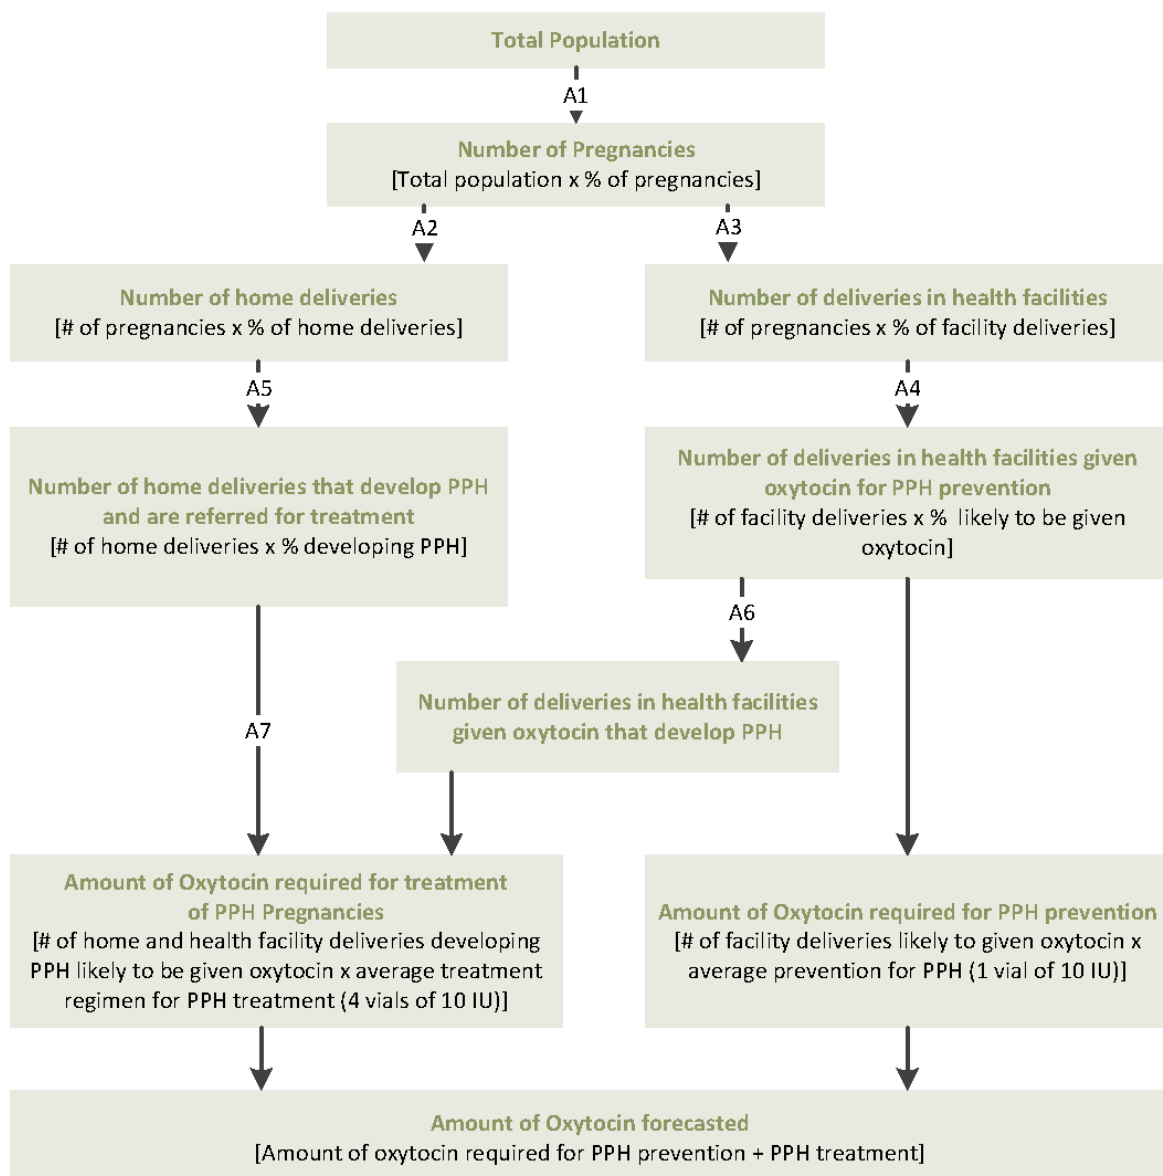 Total Population
A1
Number of Pregnancies
[Total population x % of pregnancies]
A2
A3
Number of home deliveries
[# of pregnancies x % of home deliveries]
Number of deliveries in health facilities
[# of pregnancies x % of facility deliveries]
A5
A4
Number of home deliveries that develop PPH
and are referred for treatment
[# of home deliveries x % developing PPH]
Number of deliveries in health facilities given
oxytocin for PPH prevention
[# of facility deliveries x % likely to be given
oxytocin]
A6
Number of deliveries in health facilities
given oxytocin that develop PPH
A7
Amount of Oxytocin required for treatment
of PPH Pregnancies
[# of home and health facility deliveries developing
PPH likely to be given oxytocin x average treatment
regimen for PPH treatment (4 vials of 10 IU)]
Amount of Oxytocin required for PPH prevention
[# of facility deliveries likely to given oxytocin x
average prevention for PPH (1 vial of 10 IU)]
Amount of Oxytocin forecasted
[Amount of oxytocin required for PPH prevention + PPH treatment]